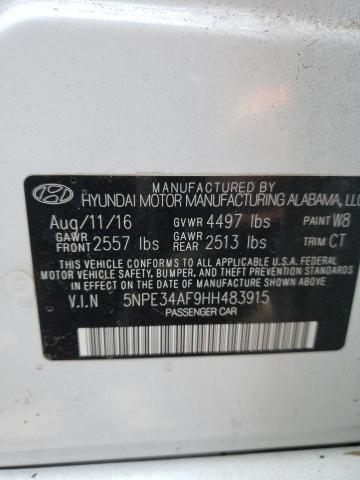 MANUFACTURED BY
HYUNDAI MOTOR MANUFACTURING ALABAMA, LLC
Aug/11/16 GVWR 4497 lbs PAINT W8
GAWR FRONT 2557 lbs GAWR REAR 2513 lbs TRIM CT
THIS VEHICLE CONFORMS TO ALL APPLICABLE U.S.A. FEDERAL
MOTOR VEHICLE SAFETY, BUMPER, AND THEFT PREVENTION
STANDARDS IN EFFECT ON THE DATE OF MANUFACTURE SHOWN ABOVE.
V.I.N 5NPE34AF9HH483915
PASSENGER CAR